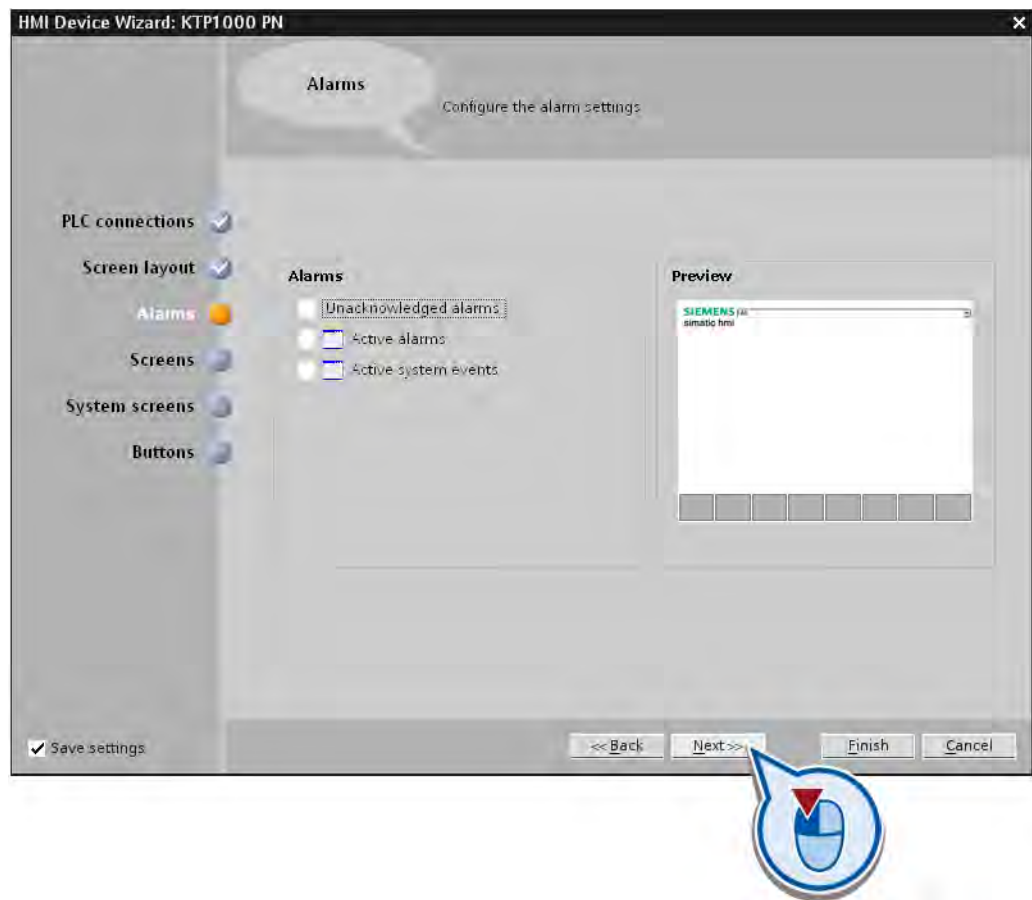 HMI Device Wizard: KTP1000 PN
Alarms
Configure the alarm settings
PLC connections
Screen layout
Alarms
Screens
System screens
Buttons
Alarms
Unacknowledged alarms
Active alarms
Active system events
Preview
SIEMENS
simatic hmi
Save settings
<< Back
Next >>
Finish
Cancel